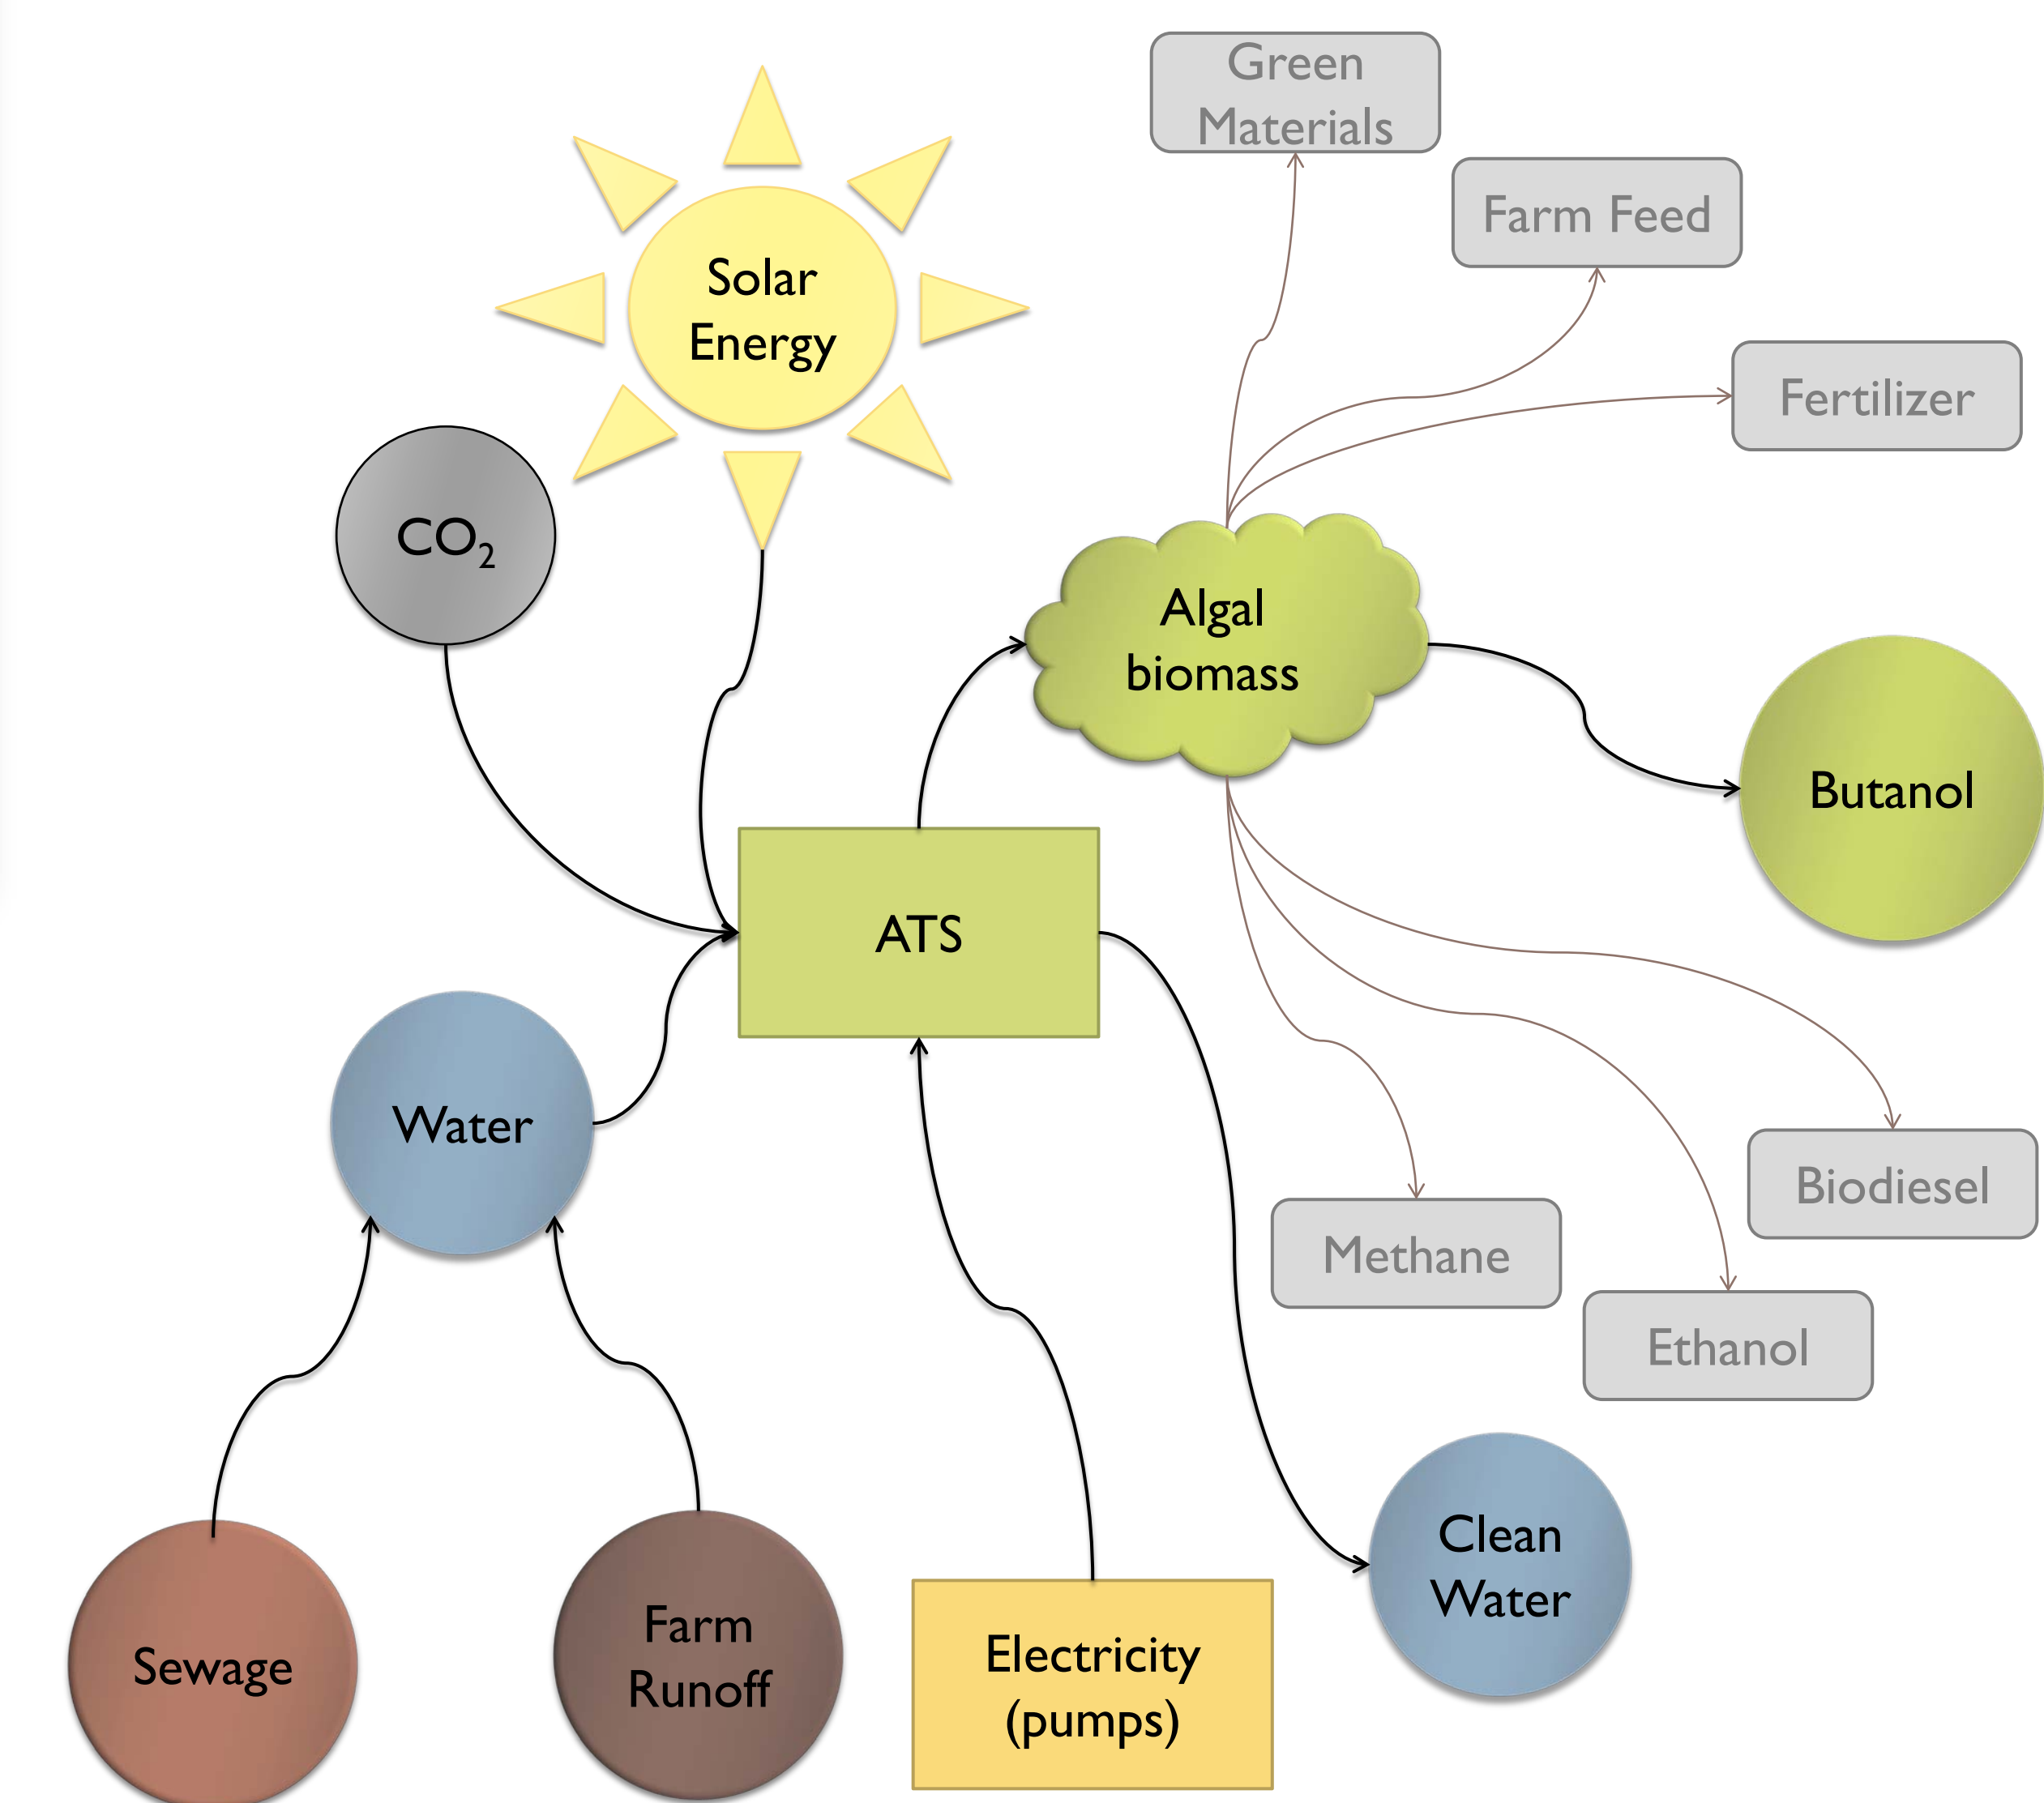 Green
Materials
Farm Feed
Solar
Energy
Fertilizer
CO₂
Algal
biomass
Butanol
ATS
Water
Biodiesel
Methane
Ethanol
Clean
Water
Farm
Runoff
Sewage
Electricity
(pumps)